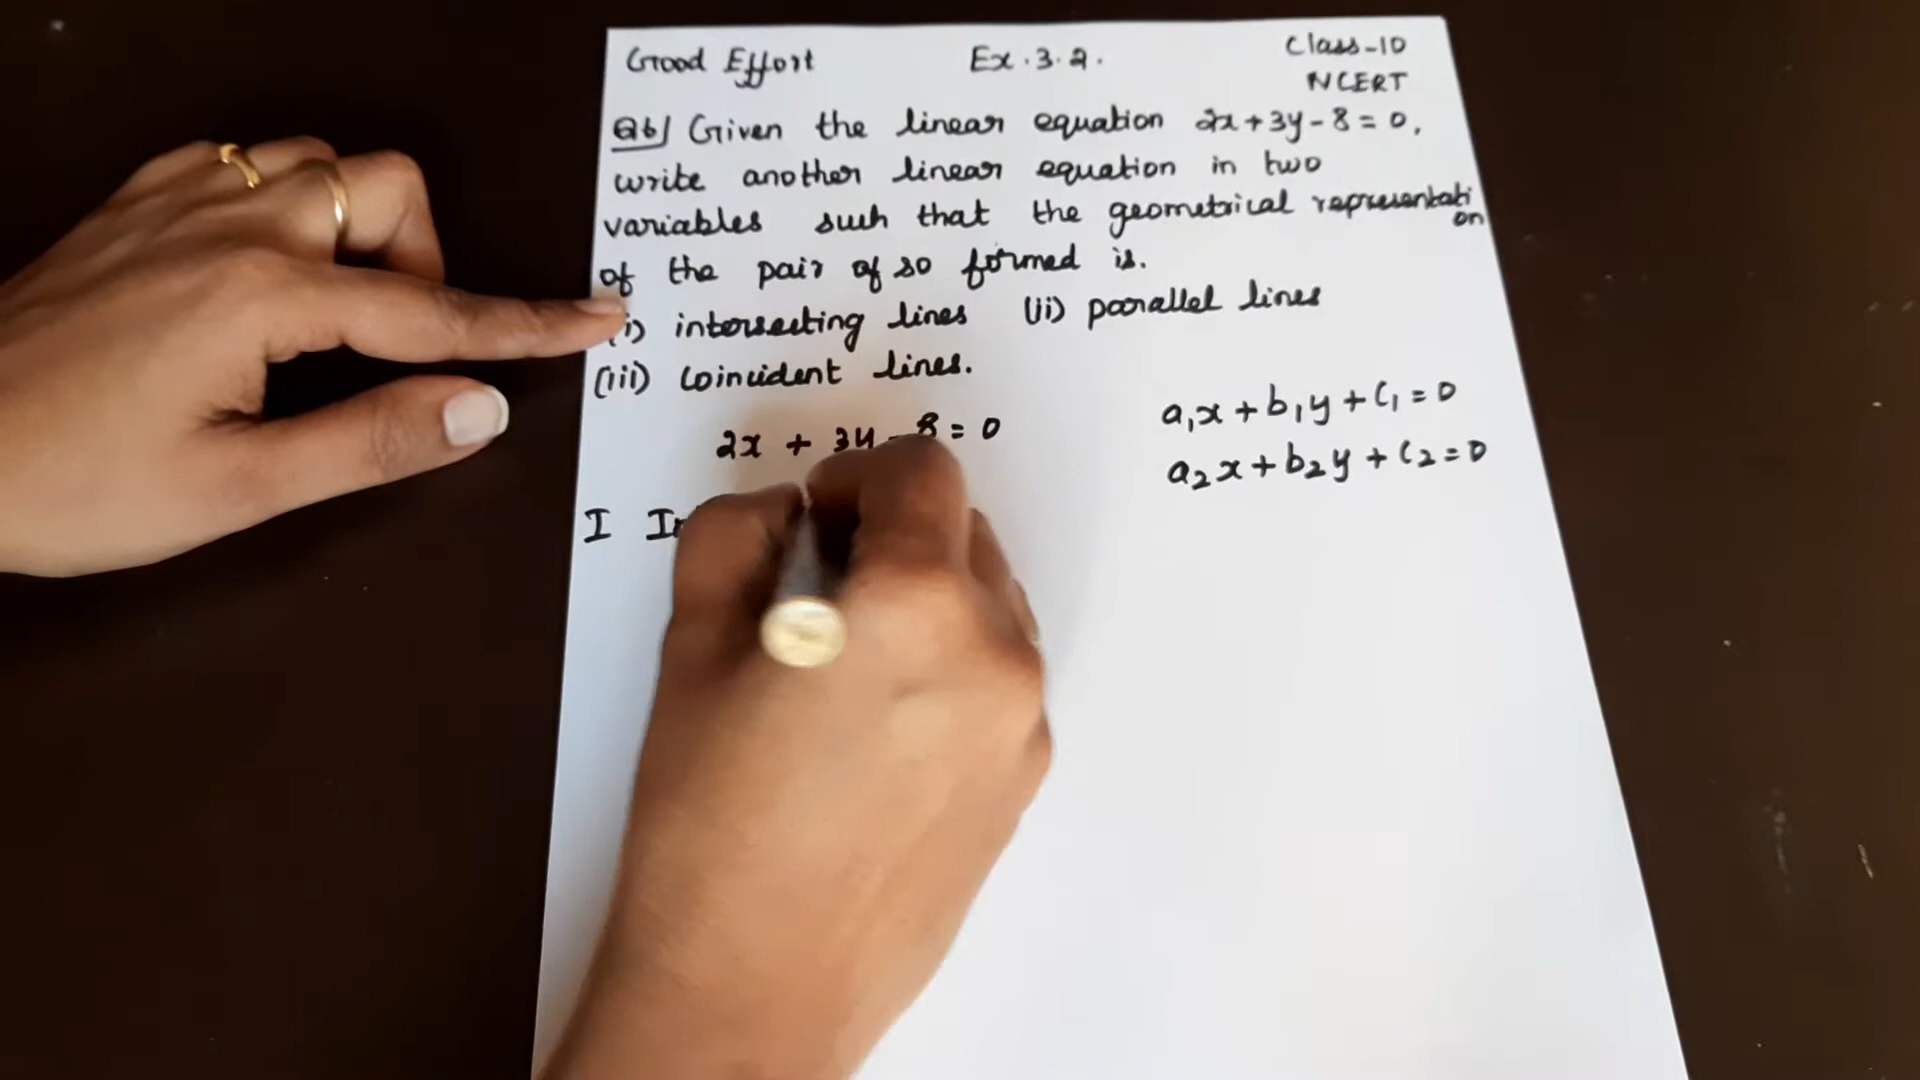 Good Effort Ex.3.2. Class-10
NCERT
Q6/ Given the linear equation 2x+3y-8=0,
write another linear equation in two
variables such that the geometrical representation
of the pair of so formed is.
(i) intersecting lines (ii) parallel lines
(iii) coincident lines.
2x + 3y - 8 = 0
a₁x + b₁y + c₁ = 0
a₂x + b₂y + c₂ = 0
I